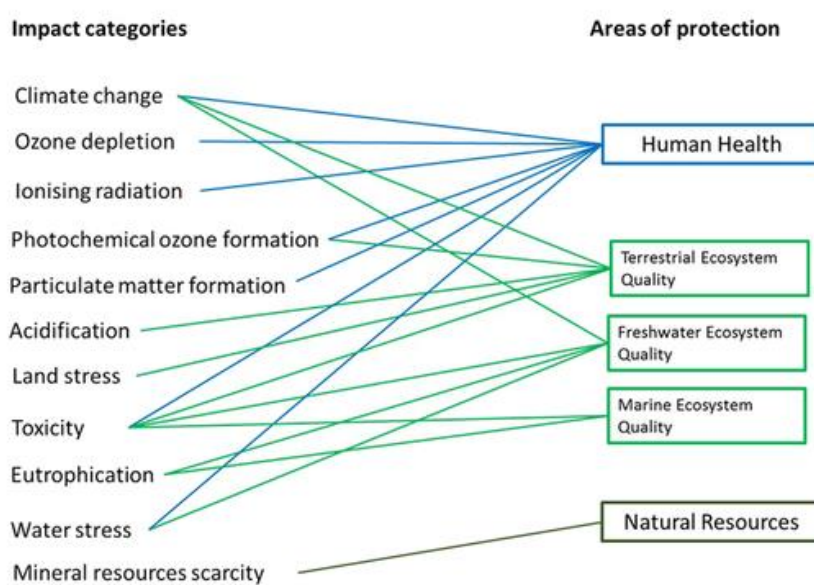 Impact categories
Areas of protection
Climate change
Ozone depletion
Ionising radiation
Photochemical ozone formation
Particulate matter formation
Acidification
Land stress
Toxicity
Eutrophication
Water stress
Mineral resources scarcity
Human Health
Terrestrial Ecosystem
Quality
Freshwater Ecosystem
Quality
Marine Ecosystem
Quality
Natural Resources